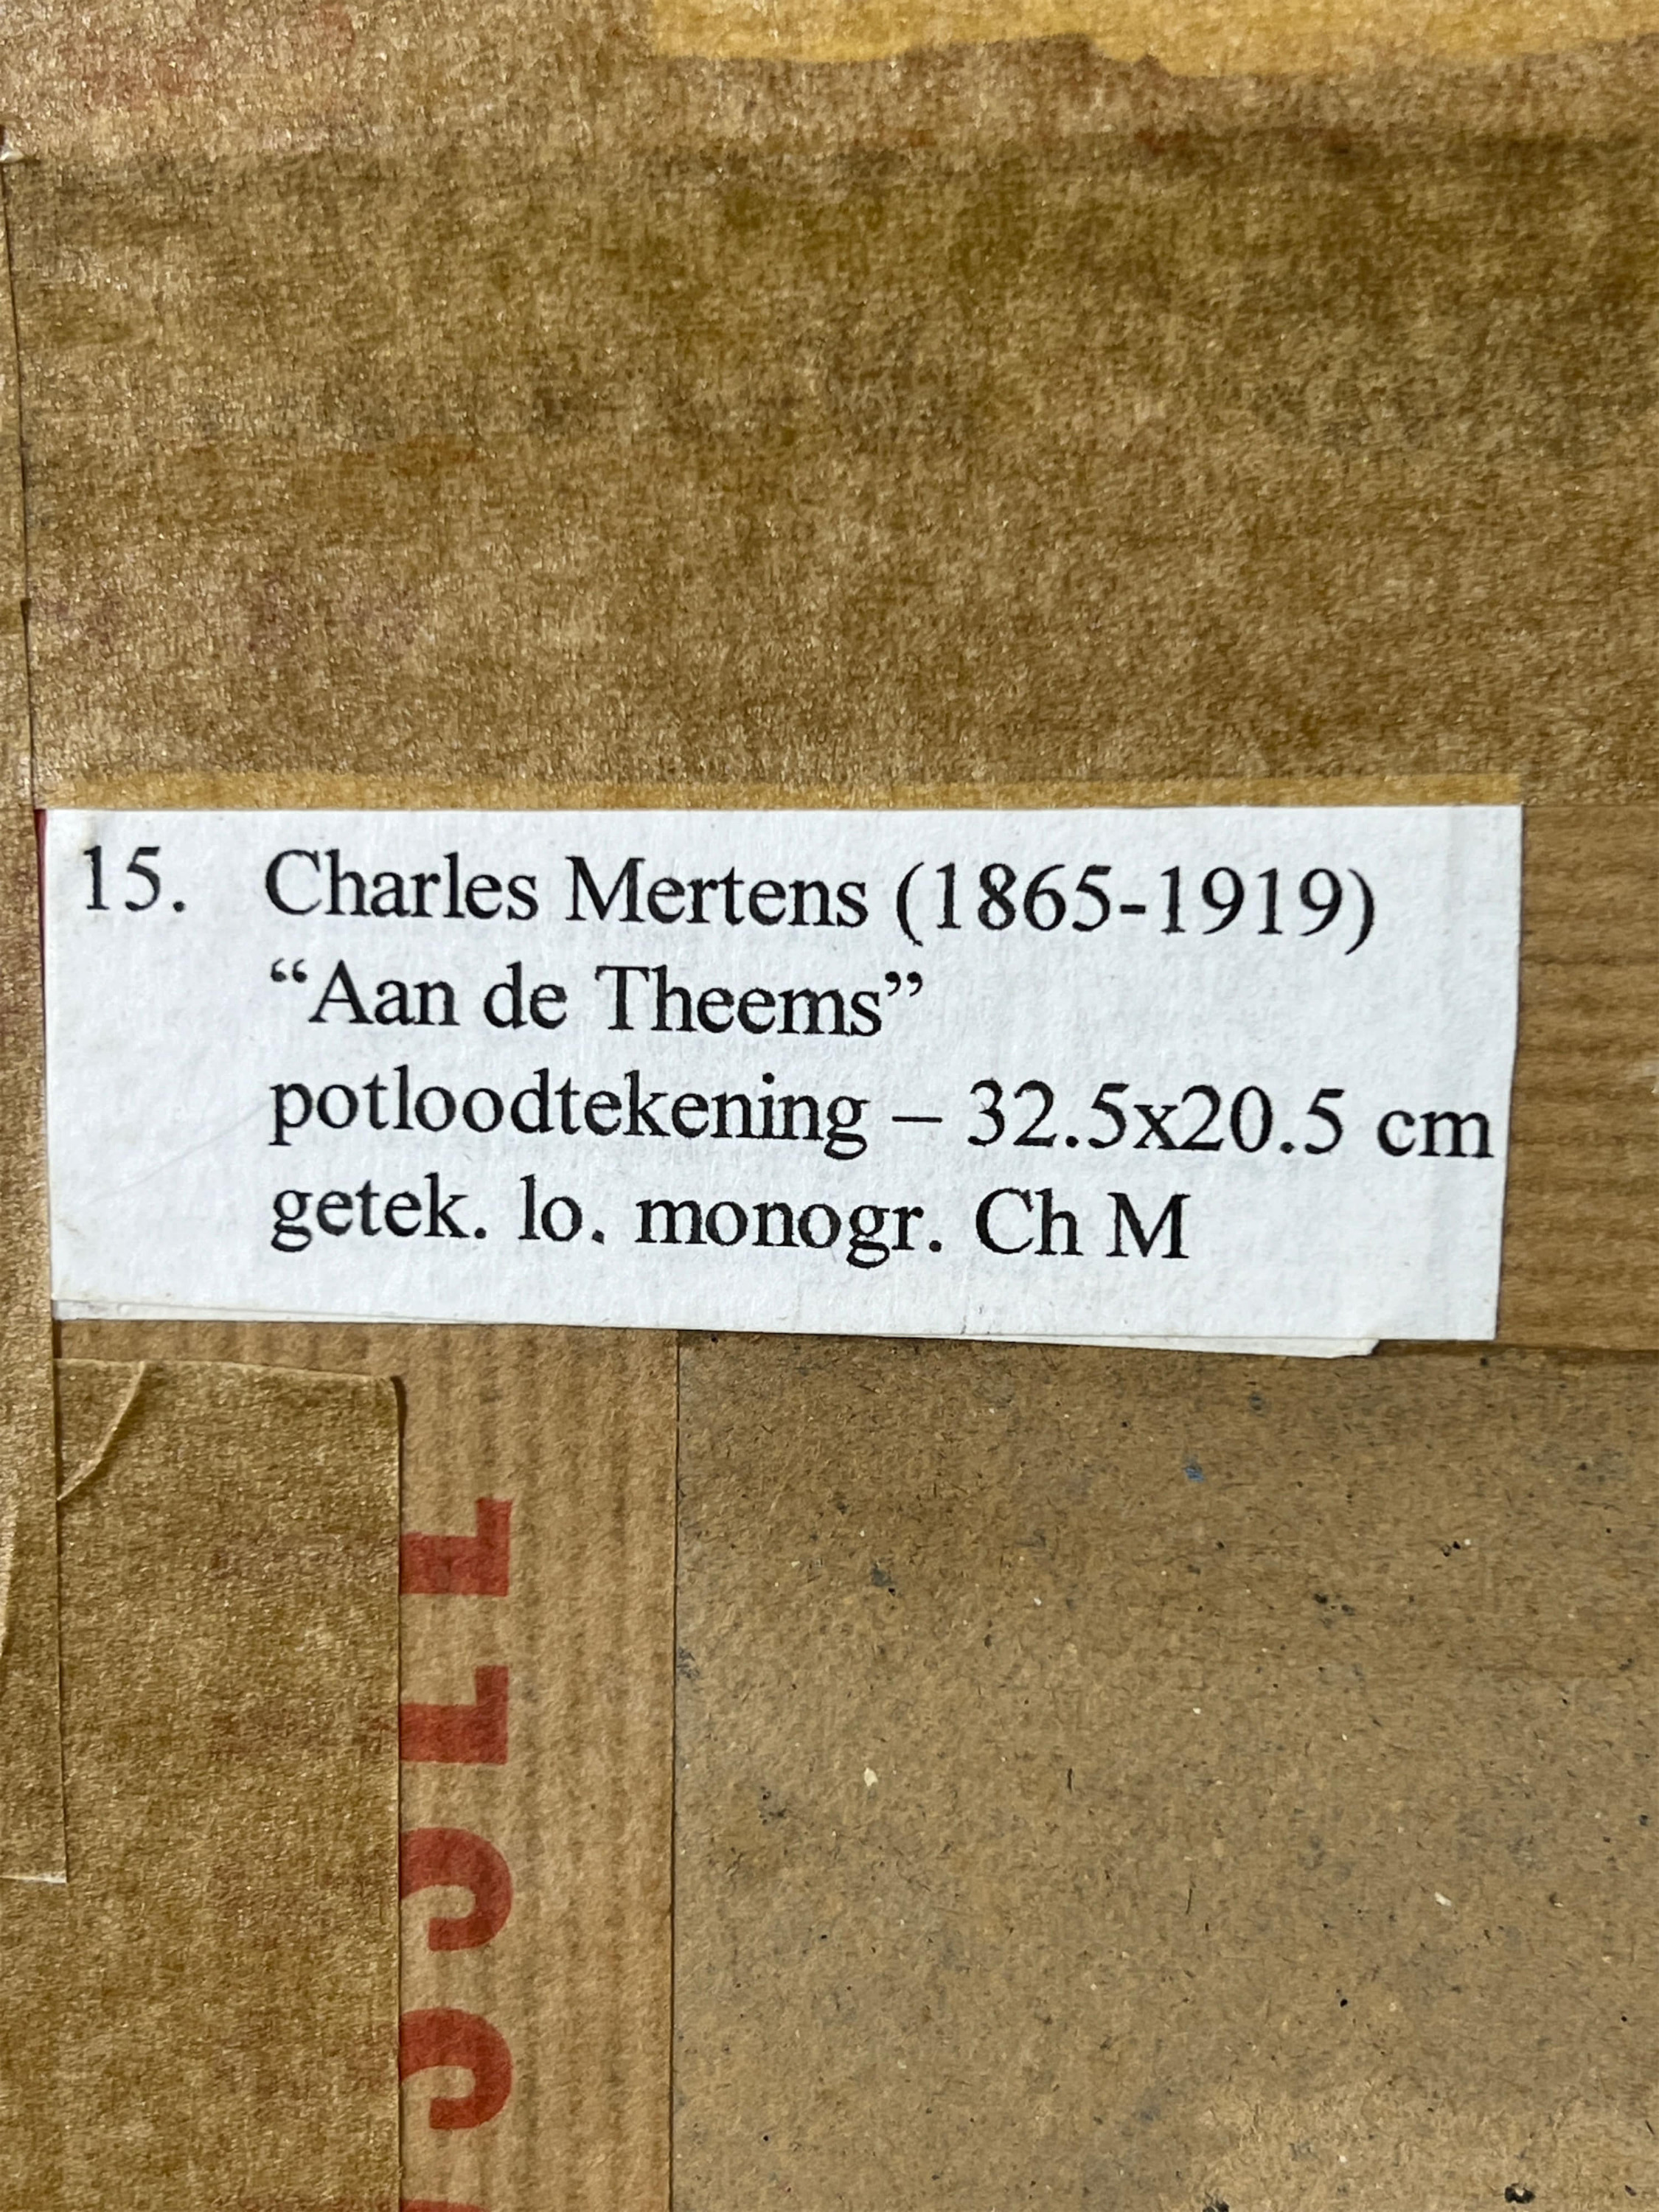 15. Charles Mertens (1865-1919)
“Aan de Theems”
potloodtekening – 32.5x20.5 cm
getek. lo. monogr. Ch M